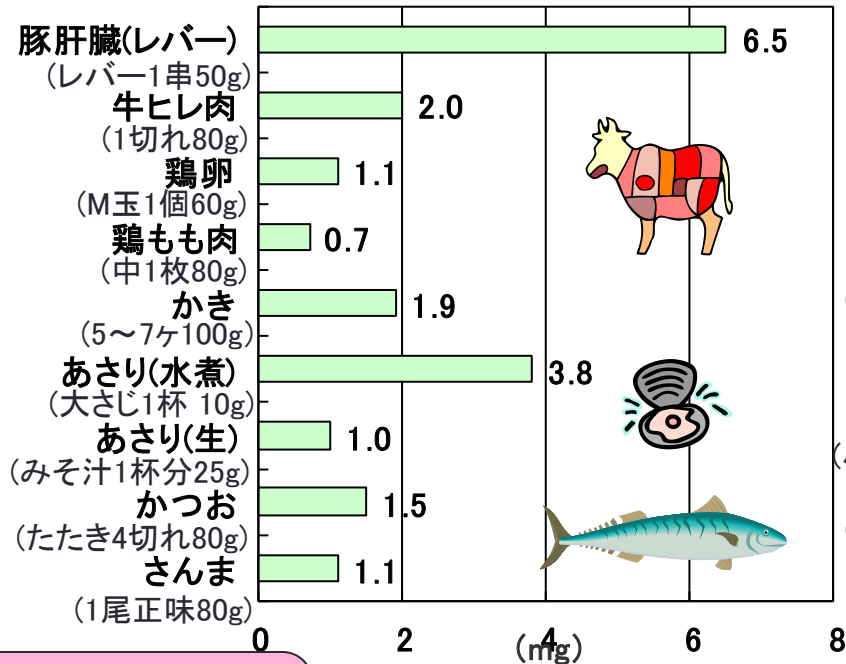 豚肝臓(レバー)
6.5
(レバー1串50g)
牛ヒレ肉
2.0
(1切れ80g)
鶏卵
1.1
(M玉1個60g)
鶏もも肉
0.7
(中1枚80g)
かき
1.9
(5～7ヶ100g)
あさり(水煮)
3.8
(大さじ1杯 10g)
あさり(生)
1.0
(みそ汁1杯分25g)
かつお
1.5
(たたき4切れ80g)
さんま
1.1
(1尾正味80g)
0 2 4 6 8
(mg)